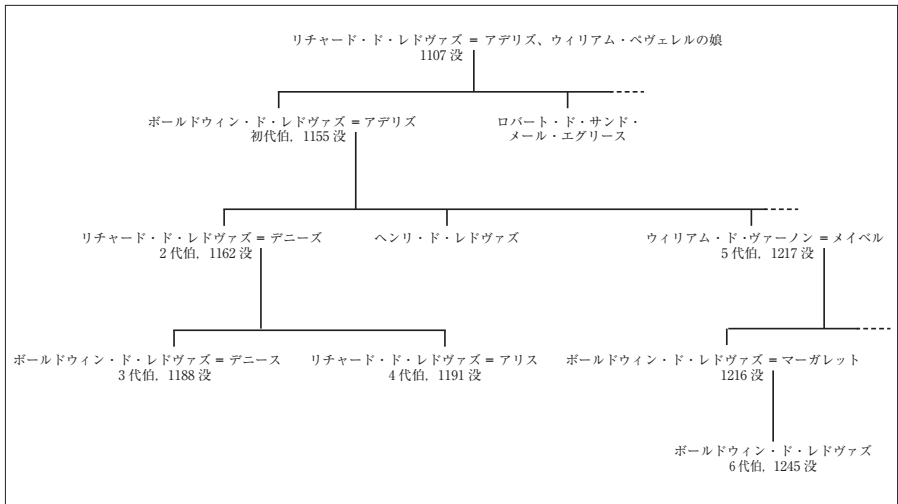 リチャード・ド・レドヴァズ = アデリズ、ウィリアム・ペヴェレルの娘
1107 没
ボールドウィン・ド・レドヴァズ = アデリズ
初代伯，1155 没
ロバート・ド・サンド・
メール・エグリース
リチャード・ド・レドヴァズ = デニーズ
2 代伯，1162 没
ヘンリ・ド・レドヴァズ
ウィリアム・ド・ヴァーノン = メイベル
5 代伯，1217 没
ボールドウィン・ド・レドヴァズ = デニース
3 代伯，1188 没
リチャード・ド・レドヴァズ = アリス
4 代伯，1191 没
ボールドウィン・ド・レドヴァズ = マーガレット
1216 没
ボールドウィン・ド・レドヴァズ
6 代伯，1245 没